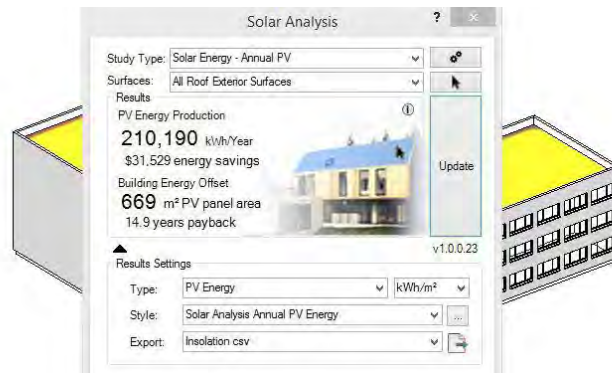 Solar Analysis
?
Study Type: Solar Energy - Annual PV
Surfaces: All Roof Exterior Surfaces
Results
PV Energy Production
210,190 kWh/Year
$31,529 energy savings
Building Energy Offset
669 m² PV panel area
14.9 years payback
Update
v1.0.0.23
Results Settings
Type: PV Energy kWh/m²
Style: Solar Analysis Annual PV Energy ...
Export: Insolation csv